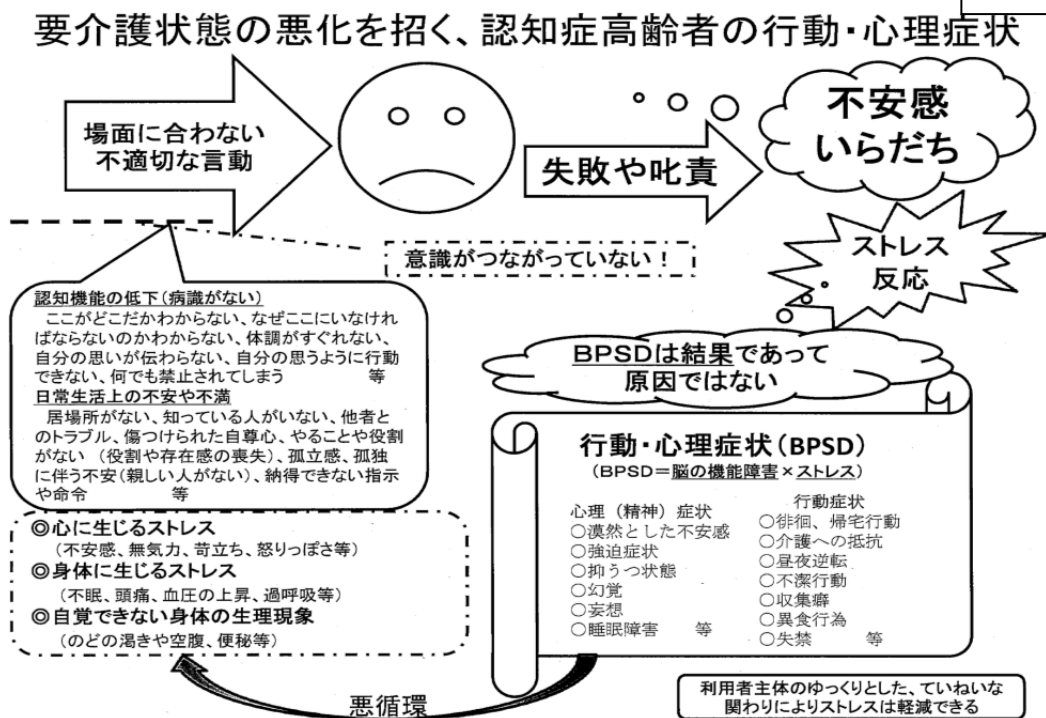 要介護状態の悪化を招く、認知症高齢者の行動・心理症状
場面に合わない
不適切な言動
失敗や叱責
不安感
いらだち
ストレス
反応
意識がつながっていない！
認知機能の低下（病識がない）
ここがどこだかわからない、なぜここにいなけれ
ばならないのかわからない、体調がすぐれない、
自分の思いが伝わらない、自分の思うように行動
できない、何でも禁止されてしまう　等
日常生活上の不安や不満
居場所がない、知っている人がいない、他者と
のトラブル、傷つけられた自尊心、やることや役割
がない（役割や存在感の喪失）、孤立感、孤独
に伴う不安（親しい人がない）、納得できない指示
や命令　等
◎心に生じるストレス
（不安感、無気力、苛立ち、怒りっぽさ等）
◎身体に生じるストレス
（不眠、頭痛、血圧の上昇、過呼吸等）
◎自覚できない身体の生理現象
（のどの渇きや空腹、便秘等）
BPSDは結果であって
原因ではない
行動・心理症状（BPSD）
（BPSD＝脳の機能障害×ストレス）
心理（精神）症状
○漠然とした不安感
○強迫症状
○抑うつ状態
○幻覚
○妄想
○睡眠障害　等
行動症状
○徘徊、帰宅行動
○介護への抵抗
○昼夜逆転
○不潔行動
○収集癖
○異食行為
○失禁　等
悪循環
利用者主体のゆっくりとした、ていねいな
関わりによりストレスは軽減できる